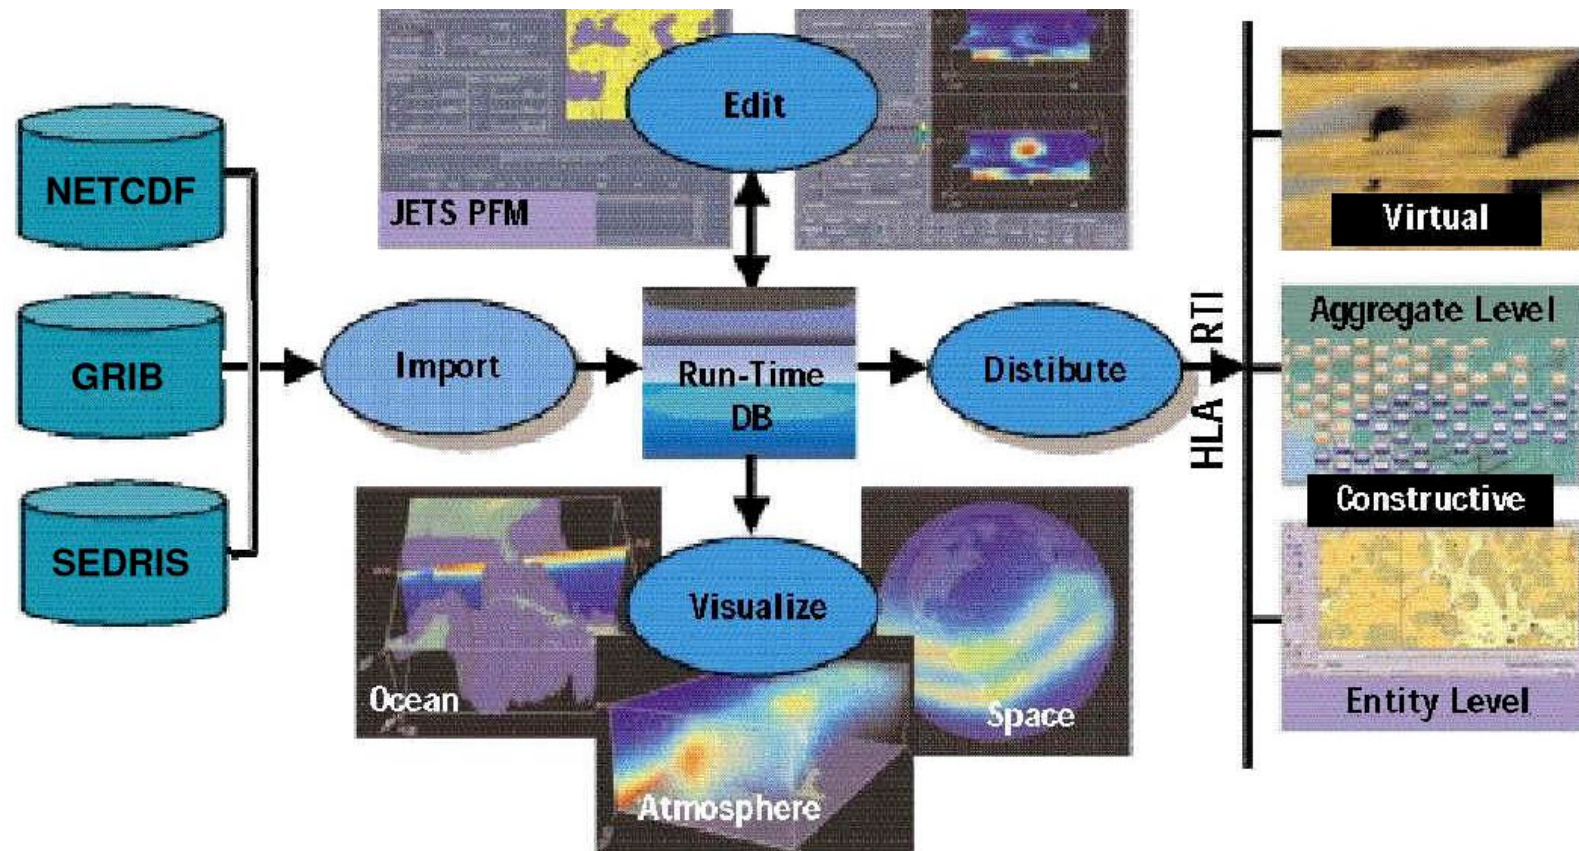 Edit
JETS PFM
NETCDF
GRIB
SEDRIS
Import
Run-Time
DB
Distibute
HLA RTI
Visualize
Ocean
Atmosphere
Space
Virtual
Aggregate Level
Constructive
Entity Level